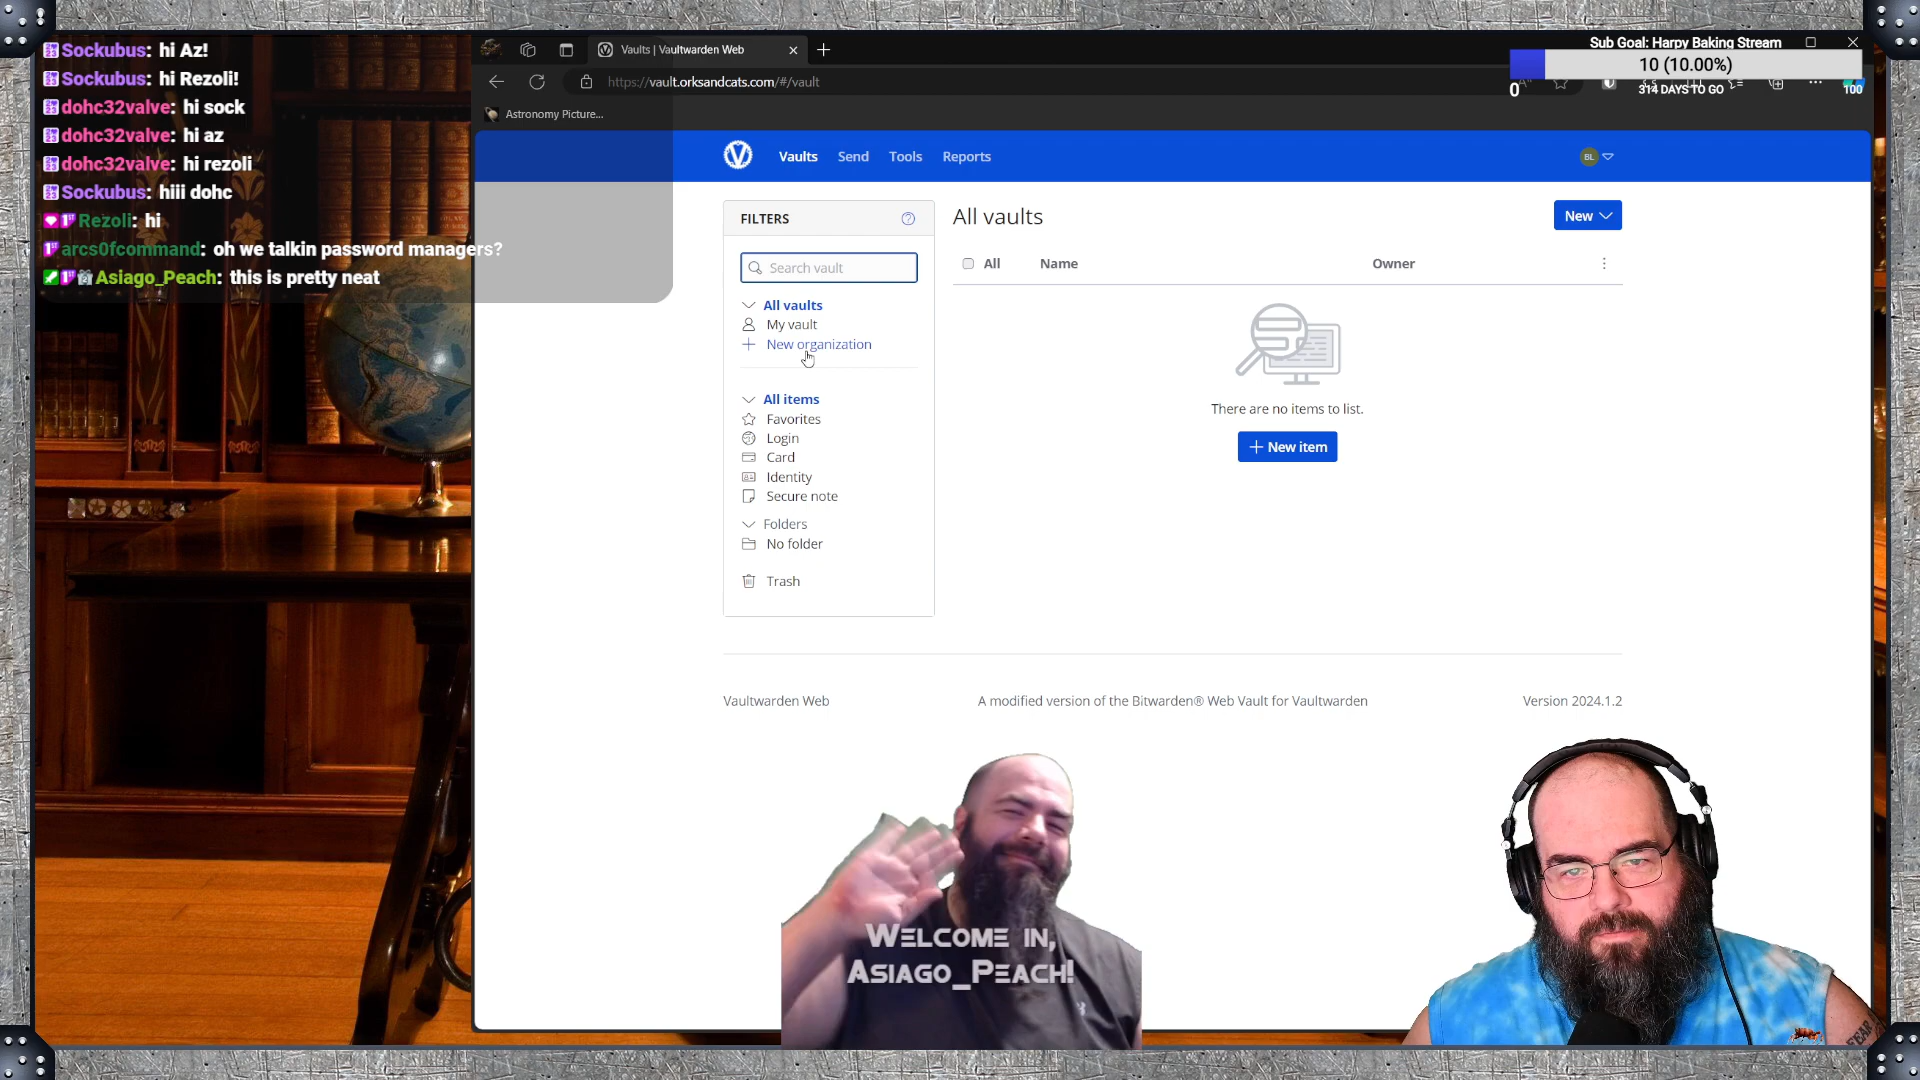 Sockubus: hi Az!
Sockubus: hi Rezoli!
dohc32valve: hi sock
dohc32valve: hi az
dohc32valve: hi rezoli
Sockubus: hiii dohc
Rezoli: hi
arcs0fcommand: oh we talkin password managers?
Asiago_Peach: this is pretty neat
Vaults | Vaultwarden Web
https://vault.orksandcats.com/#/vault
Astronomy Picture...
Sub Goal: Harpy Baking Stream
10 (10.00%)
0
314 DAYS TO GO
100
Vaults
Send
Tools
Reports
BL
FILTERS
Search vault
All vaults
My vault
New organization
All items
Favorites
Login
Card
Identity
Secure note
Folders
No folder
Trash
All vaults
New
All
Name
Owner
There are no items to list.
New item
Vaultwarden Web
A modified version of the Bitwarden® Web Vault for Vaultwarden
Version 2024.1.2
Welcome in,
Asiago_Peach!